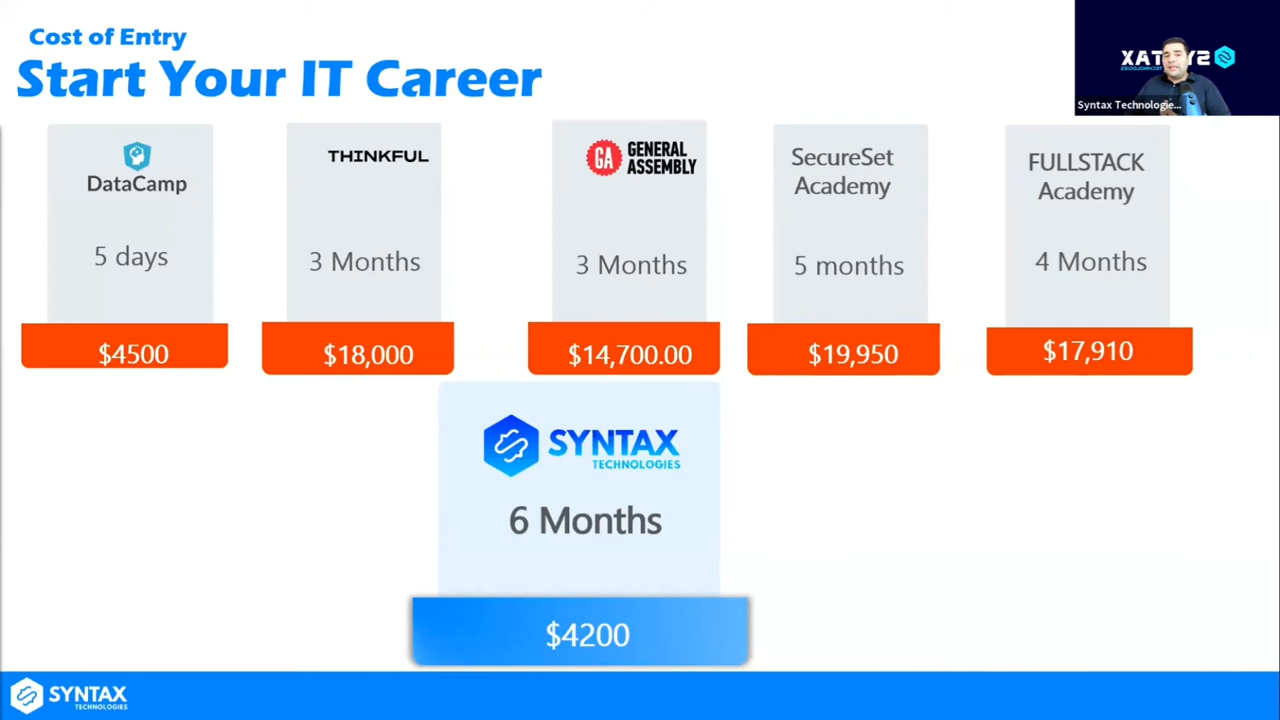 Cost of Entry
Start Your IT Career
SYNTAX
TECHNOLOGIES
Syntax Technologie...
DataCamp
5 days
$4500
THINKFUL
3 Months
$18,000
GA
GENERAL
ASSEMBLY
3 Months
$14,700.00
SecureSet
Academy
5 months
$19,950
FULLSTACK
Academy
4 Months
$17,910
SYNTAX
TECHNOLOGIES
6 Months
$4200
SYNTAX
TECHNOLOGIES